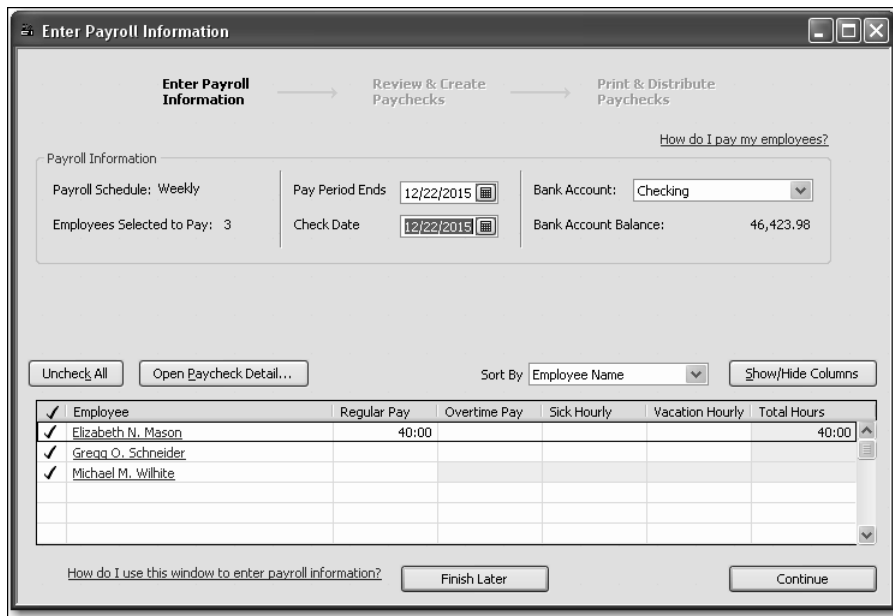 Enter Payroll Information
Enter Payroll Information
Review & Create Paychecks
Print & Distribute Paychecks
How do I pay my employees?
Payroll Information
Payroll Schedule: Weekly
Pay Period Ends 12/22/2015
Bank Account: Checking
Employees Selected to Pay: 3
Check Date 12/22/2015
Bank Account Balance: 46,423.98
Uncheck All
Open Paycheck Detail...
Sort By Employee Name
Show/Hide Columns
Employee Regular Pay Overtime Pay Sick Hourly Vacation Hourly Total Hours
Elizabeth N. Mason 40:00 40:00
Gregg O. Schneider
Michael M. Wilhite
How do I use this window to enter payroll information?
Finish Later
Continue